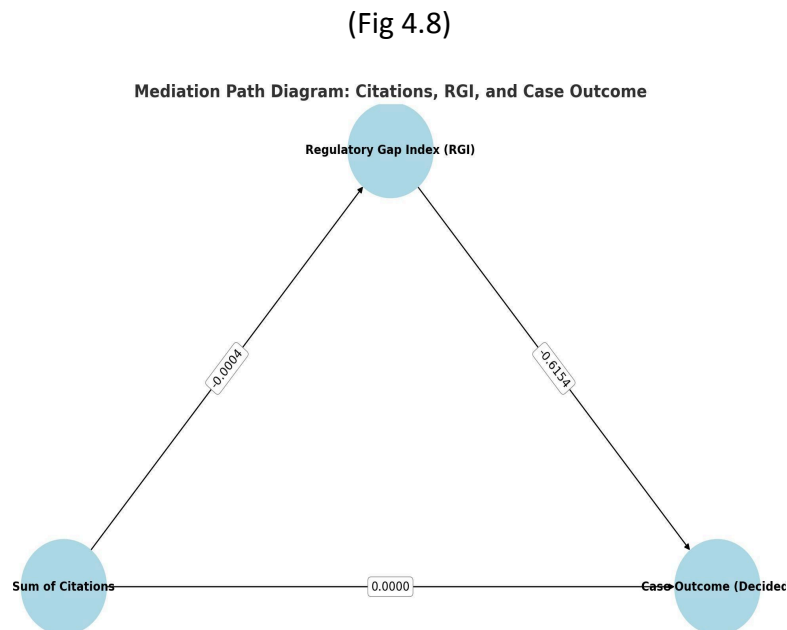 (Fig 4.8)
Mediation Path Diagram: Citations, RGI, and Case Outcome
Regulatory Gap Index (RGI)
-0.0004
-0.6154
Sum of Citations
0.0000
Case Outcome (Decided